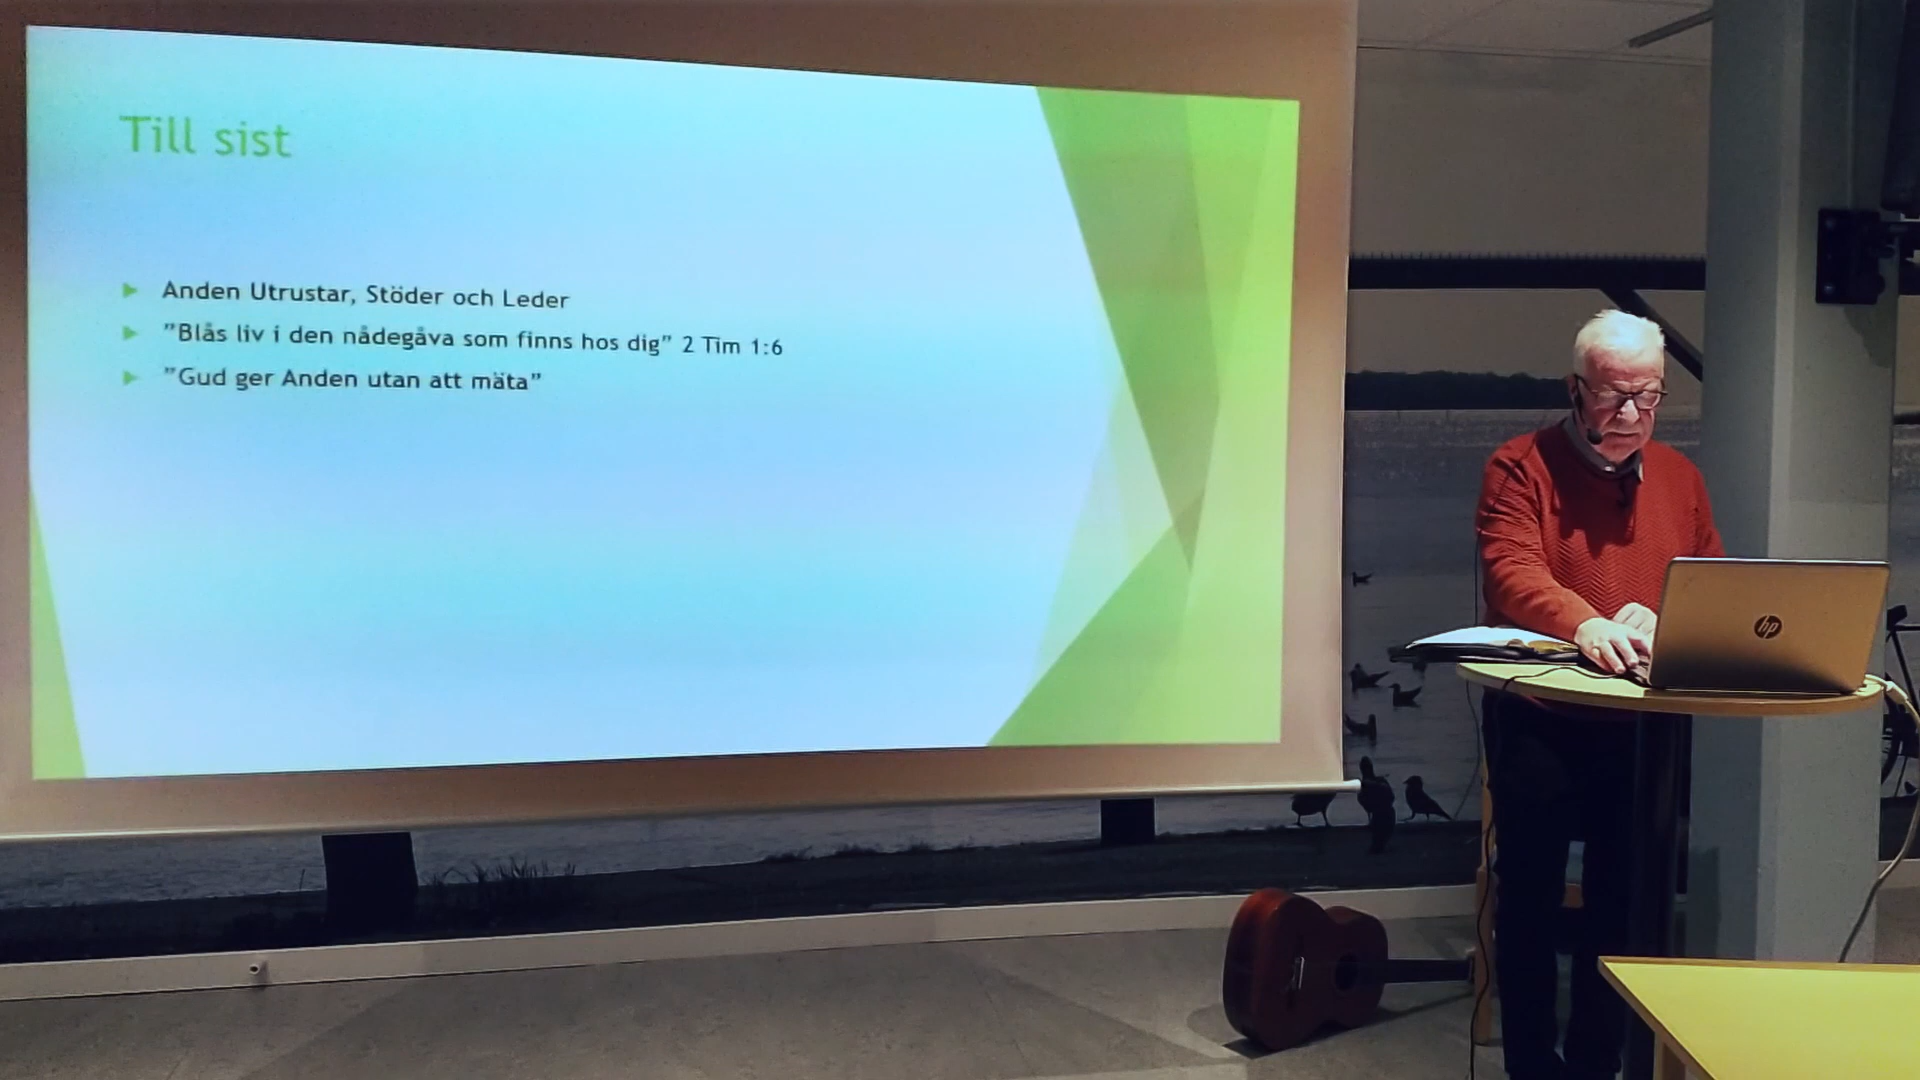 Till sist
Anden Utrustar, Stöder och Leder
”Blås liv i den nådegåva som finns hos dig” 2 Tim 1:6
”Gud ger Anden utan att mäta”
hp